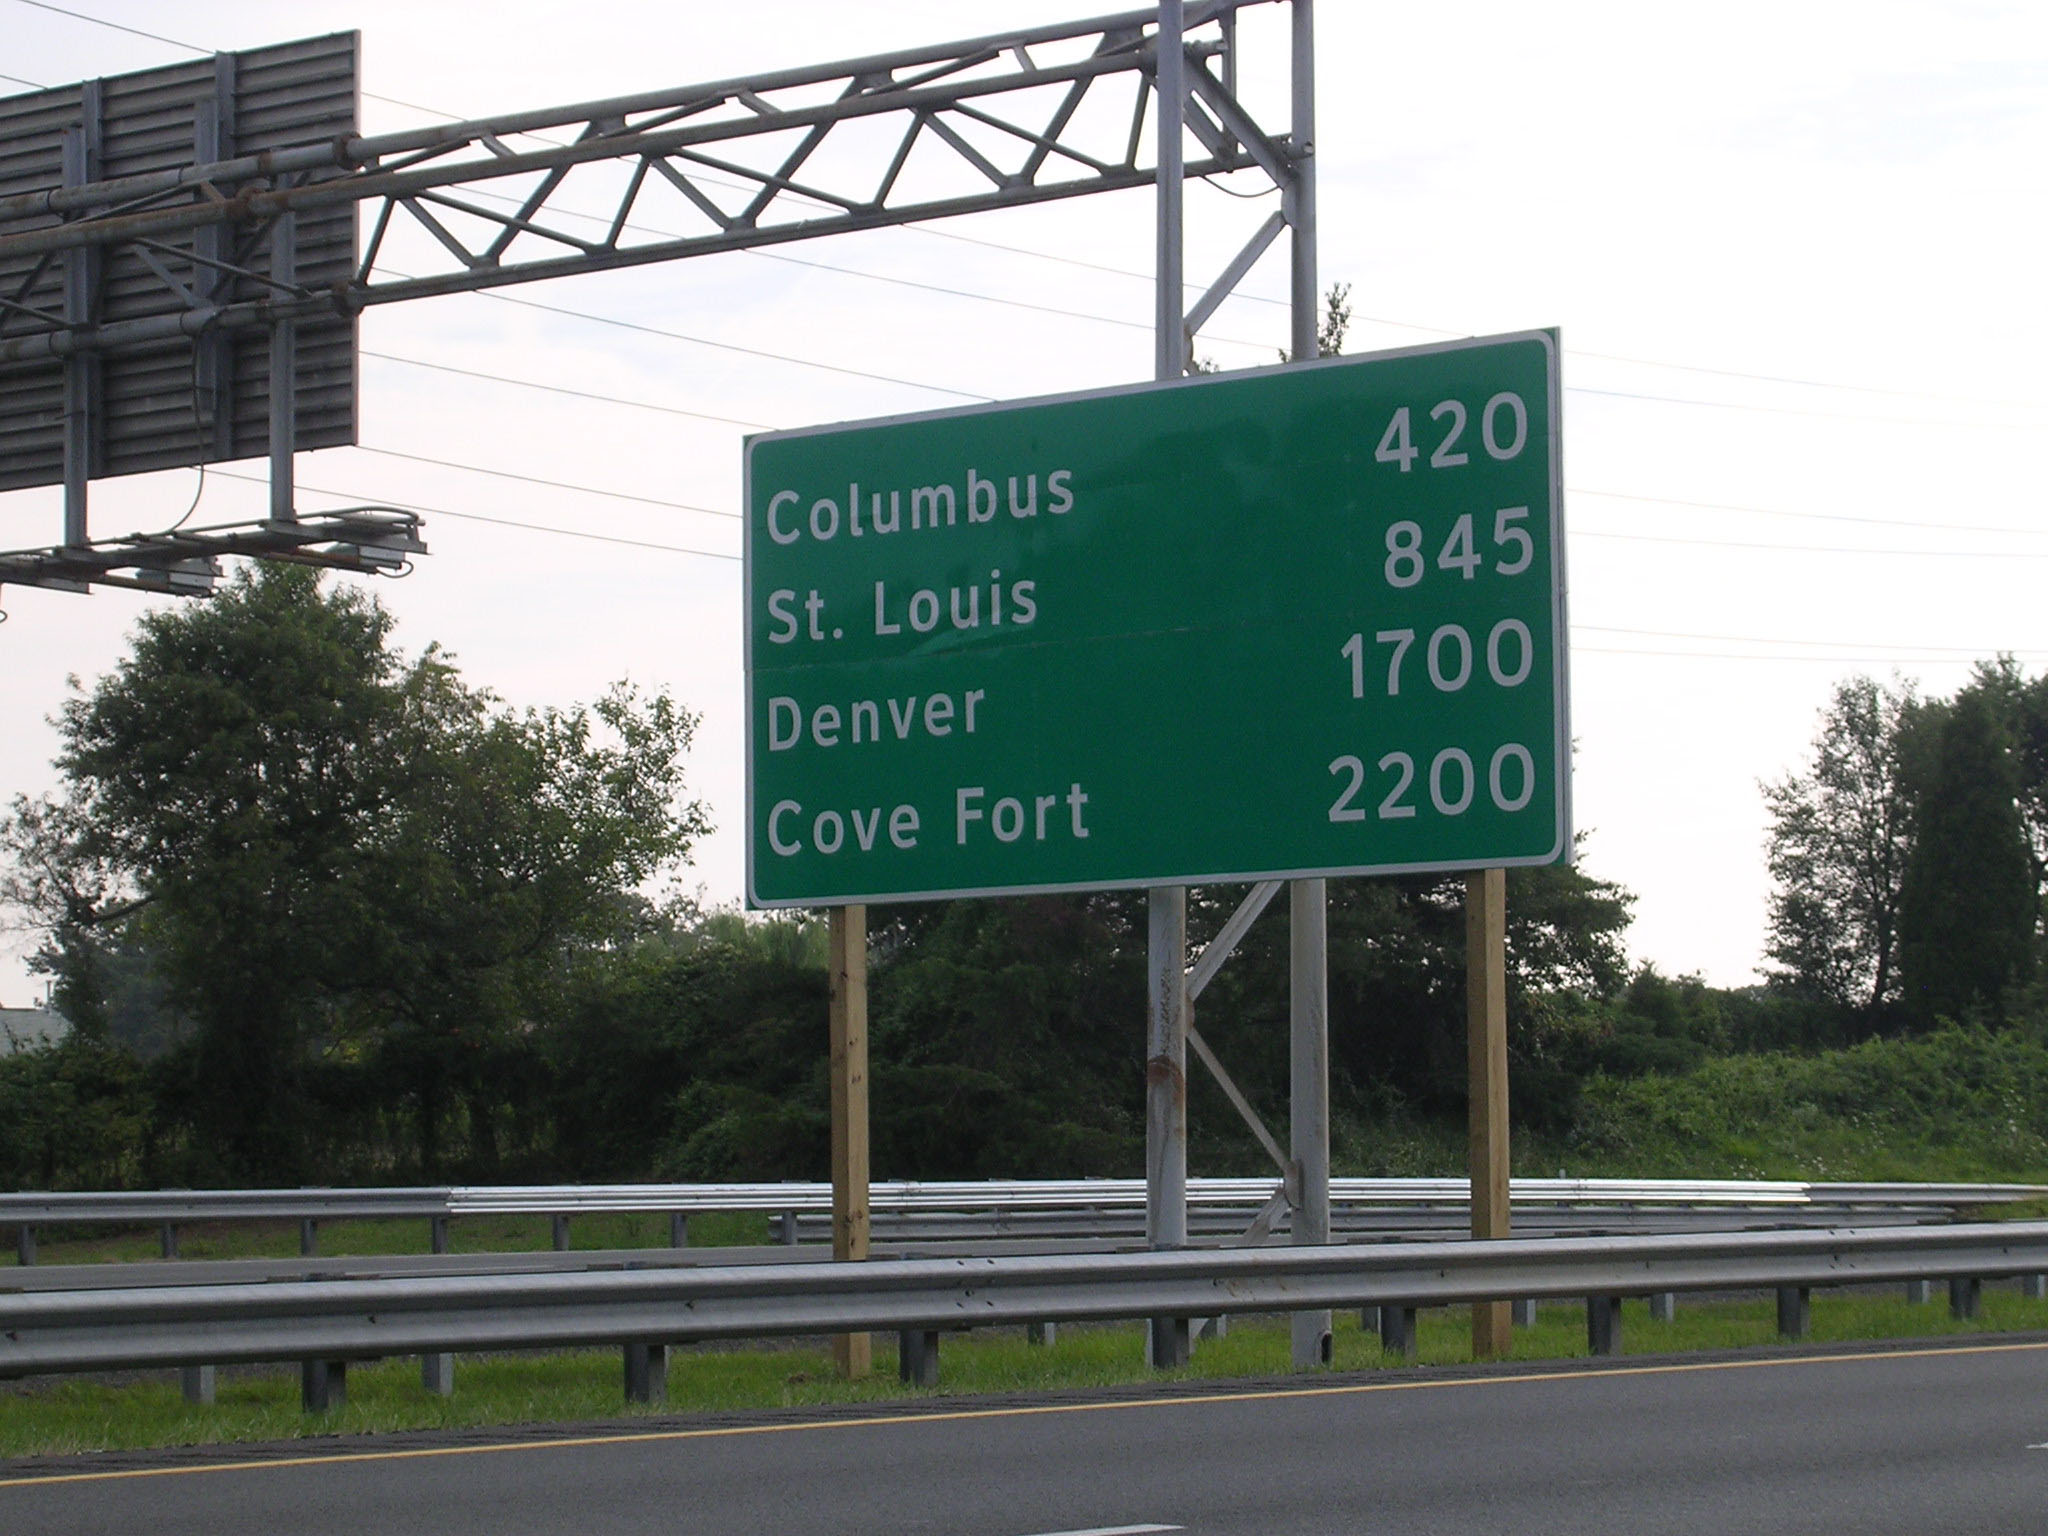 Columbus 420
St. Louis 845
Denver 1700
Cove Fort 2200